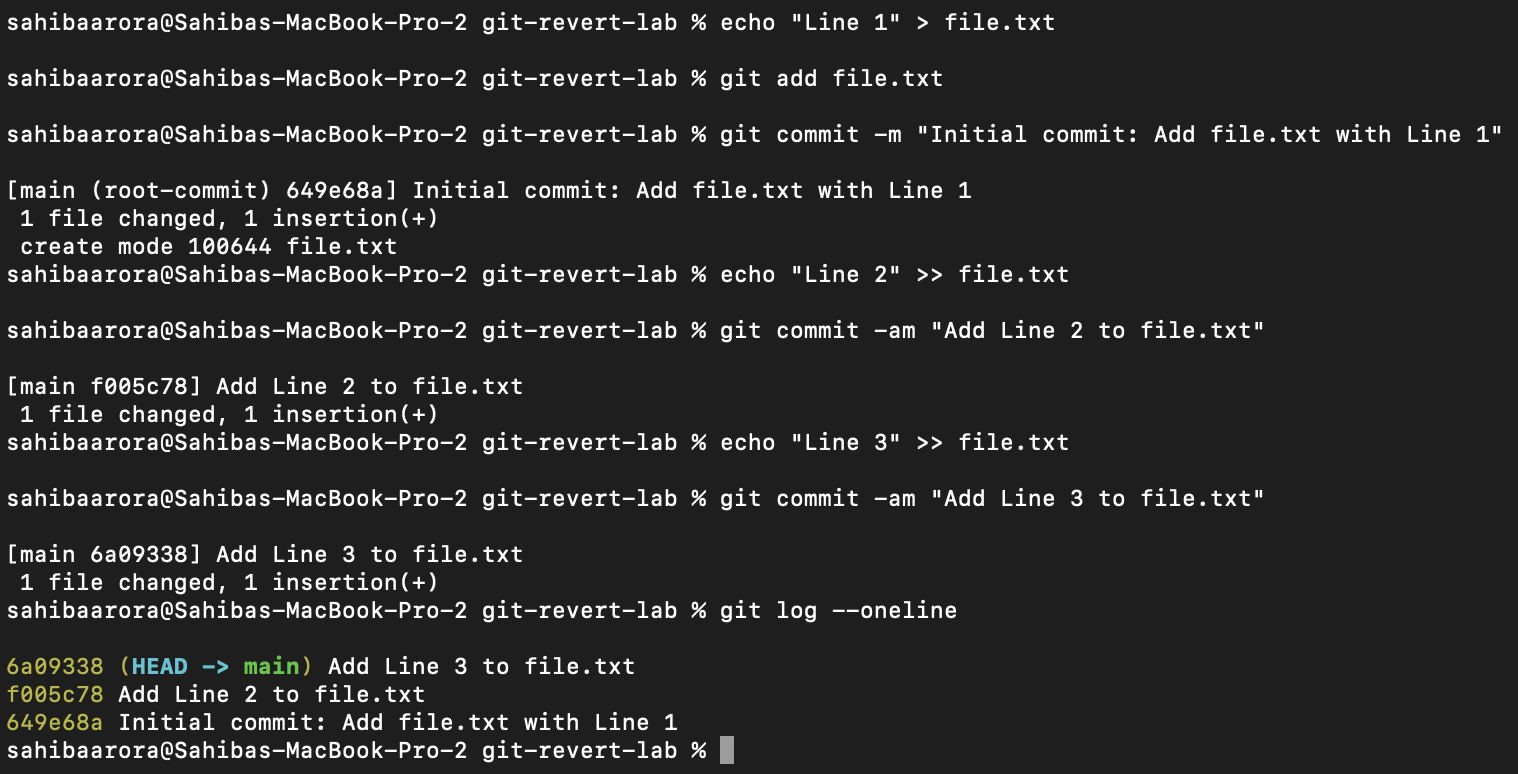 sahibaarora@Sahibas-MacBook-Pro-2 git-revert-lab % echo "Line 1" > file.txt
sahibaarora@Sahibas-MacBook-Pro-2 git-revert-lab % git add file.txt
sahibaarora@Sahibas-MacBook-Pro-2 git-revert-lab % git commit -m "Initial commit: Add file.txt with Line 1"
[main (root-commit) 649e68a] Initial commit: Add file.txt with Line 1
 1 file changed, 1 insertion(+)
 create mode 100644 file.txt
sahibaarora@Sahibas-MacBook-Pro-2 git-revert-lab % echo "Line 2" >> file.txt
sahibaarora@Sahibas-MacBook-Pro-2 git-revert-lab % git commit -am "Add Line 2 to file.txt"
[main f005c78] Add Line 2 to file.txt
 1 file changed, 1 insertion(+)
sahibaarora@Sahibas-MacBook-Pro-2 git-revert-lab % echo "Line 3" >> file.txt
sahibaarora@Sahibas-MacBook-Pro-2 git-revert-lab % git commit -am "Add Line 3 to file.txt"
[main 6a09338] Add Line 3 to file.txt
 1 file changed, 1 insertion(+)
sahibaarora@Sahibas-MacBook-Pro-2 git-revert-lab % git log --oneline
6a09338 (HEAD -> main) Add Line 3 to file.txt
f005c78 Add Line 2 to file.txt
649e68a Initial commit: Add file.txt with Line 1
sahibaarora@Sahibas-MacBook-Pro-2 git-revert-lab %